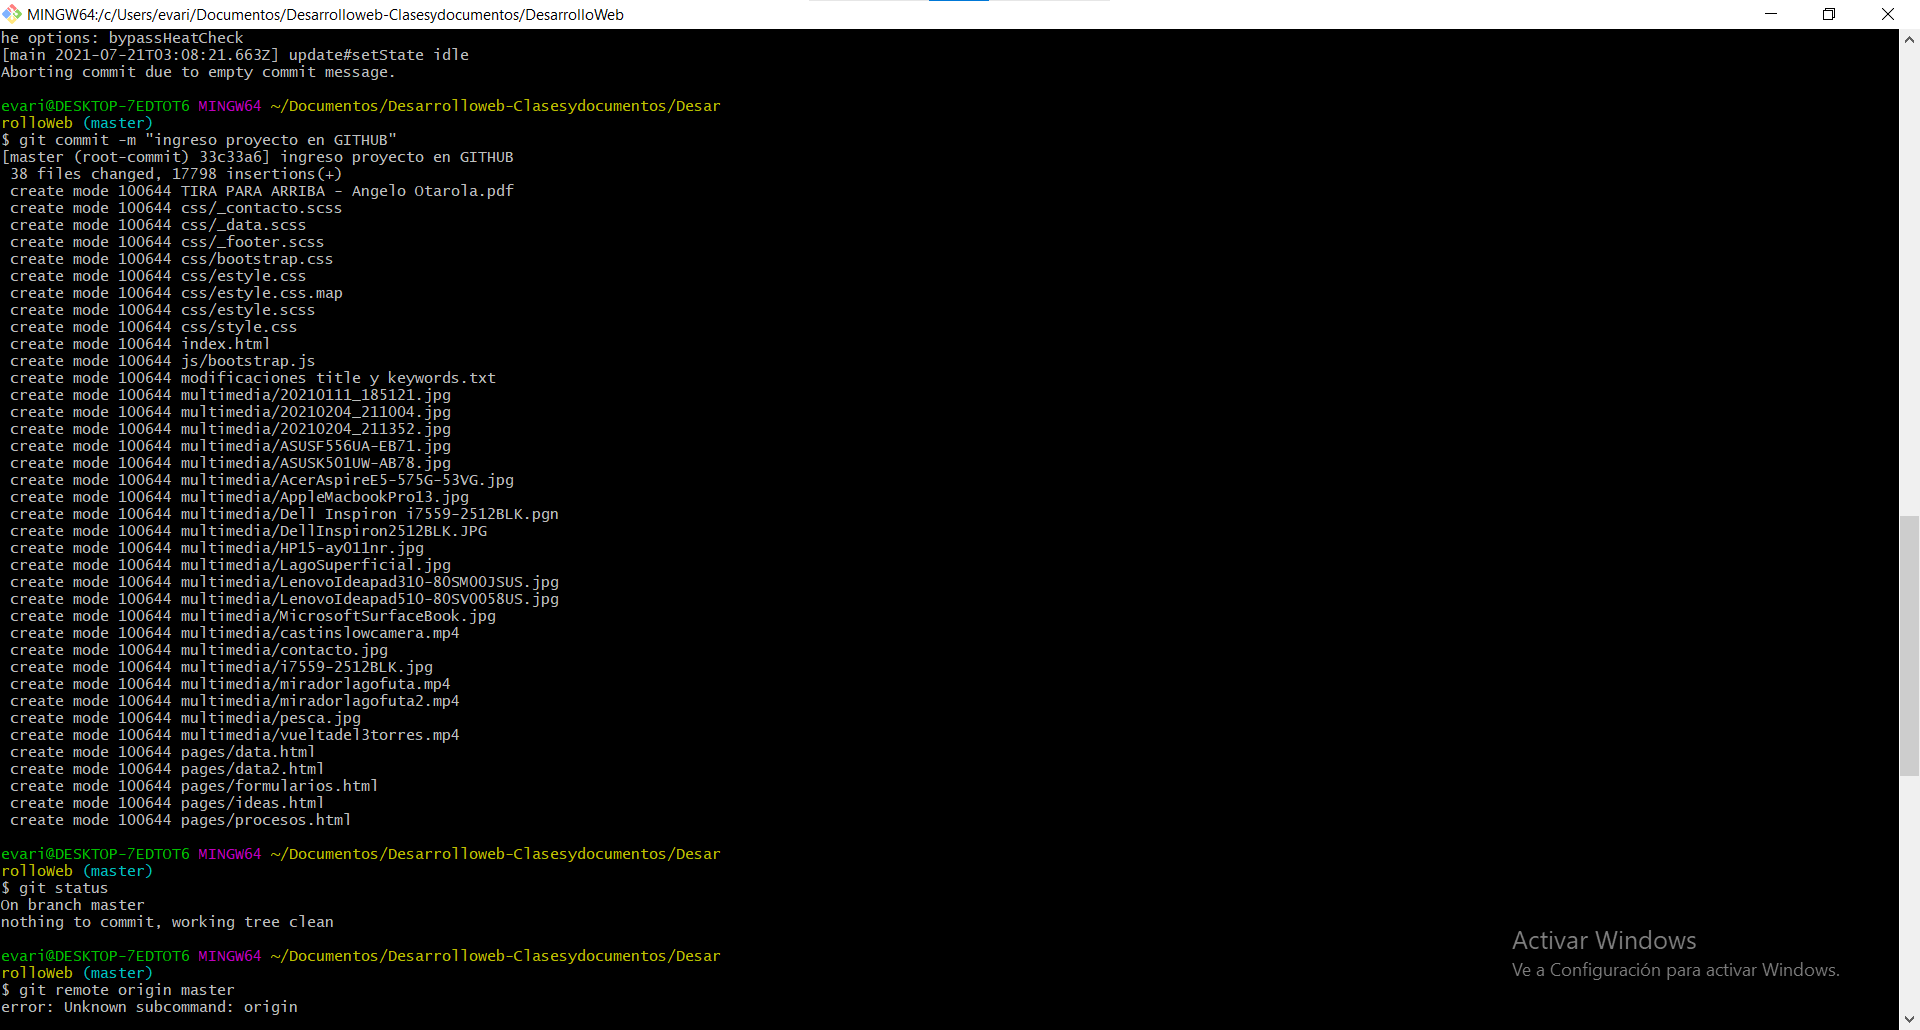 MINGW64:/c/Users/evari/Documentos/Desarrolloweb-Clasesydocumentos/DesarrolloWeb
he options: bypassHeatCheck
[main 2021-07-21T03:08:21.663Z] update#setState idle
Aborting commit due to empty commit message.
evari@DESKTOP-7EDTOT6 MINGW64 ~/Documentos/Desarrolloweb-Clasesydocumentos/Desar
rolloWeb (master)
$ git commit -m "ingreso proyecto en GITHUB"
[master (root-commit) 33c33a6] ingreso proyecto en GITHUB
 38 files changed, 17798 insertions(+)
 create mode 100644 TIRA PARA ARRIBA - Angelo Otarola.pdf
 create mode 100644 css/_contacto.scss
 create mode 100644 css/_data.scss
 create mode 100644 css/_footer.scss
 create mode 100644 css/bootstrap.css
 create mode 100644 css/estyle.css
 create mode 100644 css/estyle.css.map
 create mode 100644 css/estyle.scss
 create mode 100644 css/style.css
 create mode 100644 index.html
 create mode 100644 js/bootstrap.js
 create mode 100644 modificaciones title y keywords.txt
 create mode 100644 multimedia/20210111_185121.jpg
 create mode 100644 multimedia/20210204_211004.jpg
 create mode 100644 multimedia/20210204_211352.jpg
 create mode 100644 multimedia/ASUSF556UA-EB71.jpg
 create mode 100644 multimedia/ASUSK501UW-AB78.jpg
 create mode 100644 multimedia/AcerAspireE5-575G-53VG.jpg
 create mode 100644 multimedia/AppleMacbookPro13.jpg
 create mode 100644 multimedia/Dell Inspiron i7559-2512BLK.pgn
 create mode 100644 multimedia/DellInspiron2512BLK.JPG
 create mode 100644 multimedia/HP15-ay011nr.jpg
 create mode 100644 multimedia/LagoSuperficial.jpg
 create mode 100644 multimedia/LenovoIdeapad310-80SM00JSUS.jpg
 create mode 100644 multimedia/LenovoIdeapad510-80SV0058US.jpg
 create mode 100644 multimedia/MicrosoftSurfaceBook.jpg
 create mode 100644 multimedia/castinslowcamera.mp4
 create mode 100644 multimedia/contacto.jpg
 create mode 100644 multimedia/i7559-2512BLK.jpg
 create mode 100644 multimedia/miradorlagofuta.mp4
 create mode 100644 multimedia/miradorlagofuta2.mp4
 create mode 100644 multimedia/pesca.jpg
 create mode 100644 multimedia/vueltadel3torres.mp4
 create mode 100644 pages/data.html
 create mode 100644 pages/data2.html
 create mode 100644 pages/formularios.html
 create mode 100644 pages/ideas.html
 create mode 100644 pages/procesos.html
evari@DESKTOP-7EDTOT6 MINGW64 ~/Documentos/Desarrolloweb-Clasesydocumentos/Desar
rolloWeb (master)
$ git status
On branch master
nothing to commit, working tree clean
evari@DESKTOP-7EDTOT6 MINGW64 ~/Documentos/Desarrolloweb-Clasesydocumentos/Desar
rolloWeb (master)
$ git remote origin master
error: Unknown subcommand: origin
Activar Windows
Ve a Configuración para activar Windows.